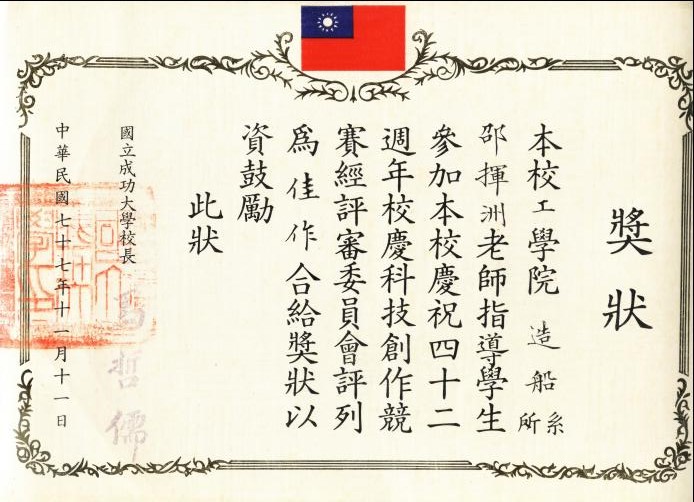 獎狀
本校工學院造船系所
邵揮洲老師指導學生
參加本校慶祝四十二
週年校慶科技創作競
賽經評審委員會評列
為佳作合給獎狀以
資鼓勵
此狀
國立成功大學校長
馬哲儒
中華民國七十七年十一月十一日